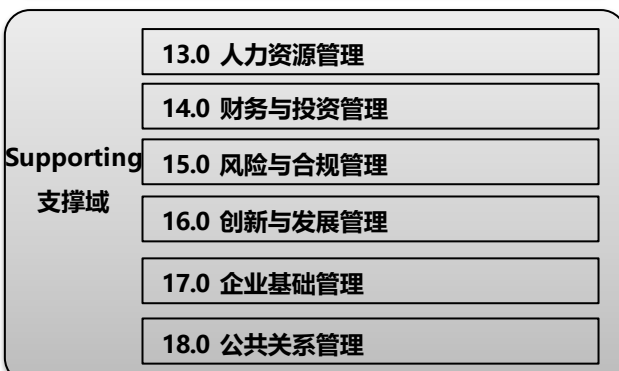 13.0 人力资源管理
14.0 财务与投资管理
Supporting
支撑域
15.0 风险与合规管理
16.0 创新与发展管理
17.0 企业基础管理
18.0 公共关系管理